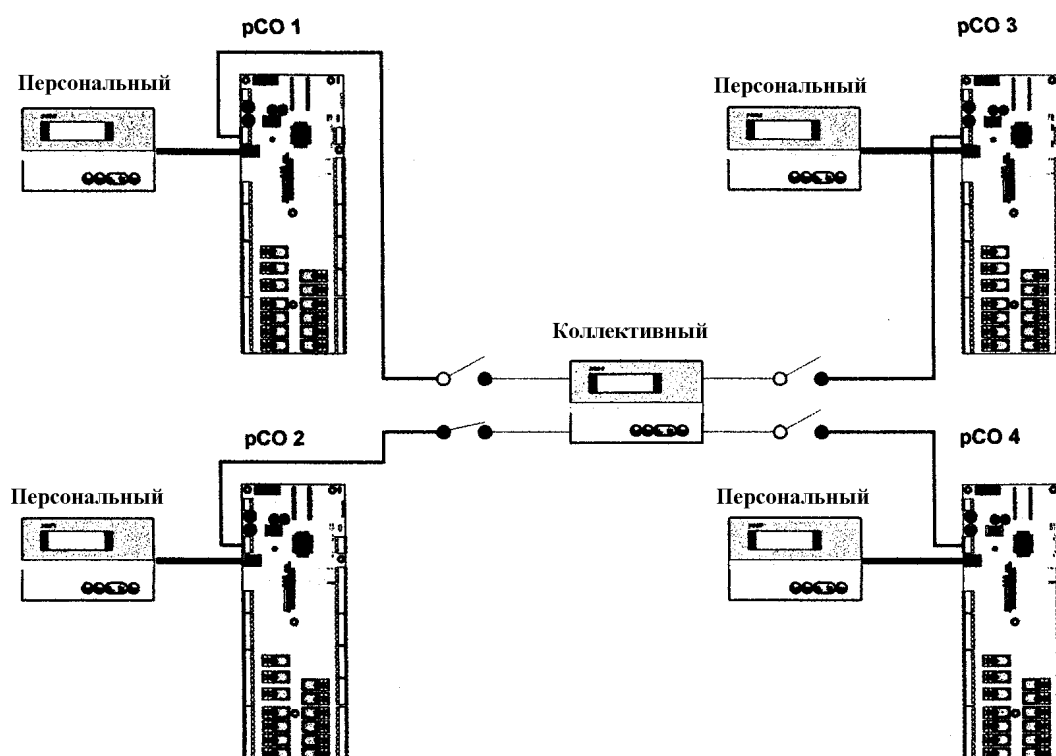 pCO 1
pCO 3
Персональный
Персональный
Коллективный
pCO 2
pCO 4
Персональный
Персональный